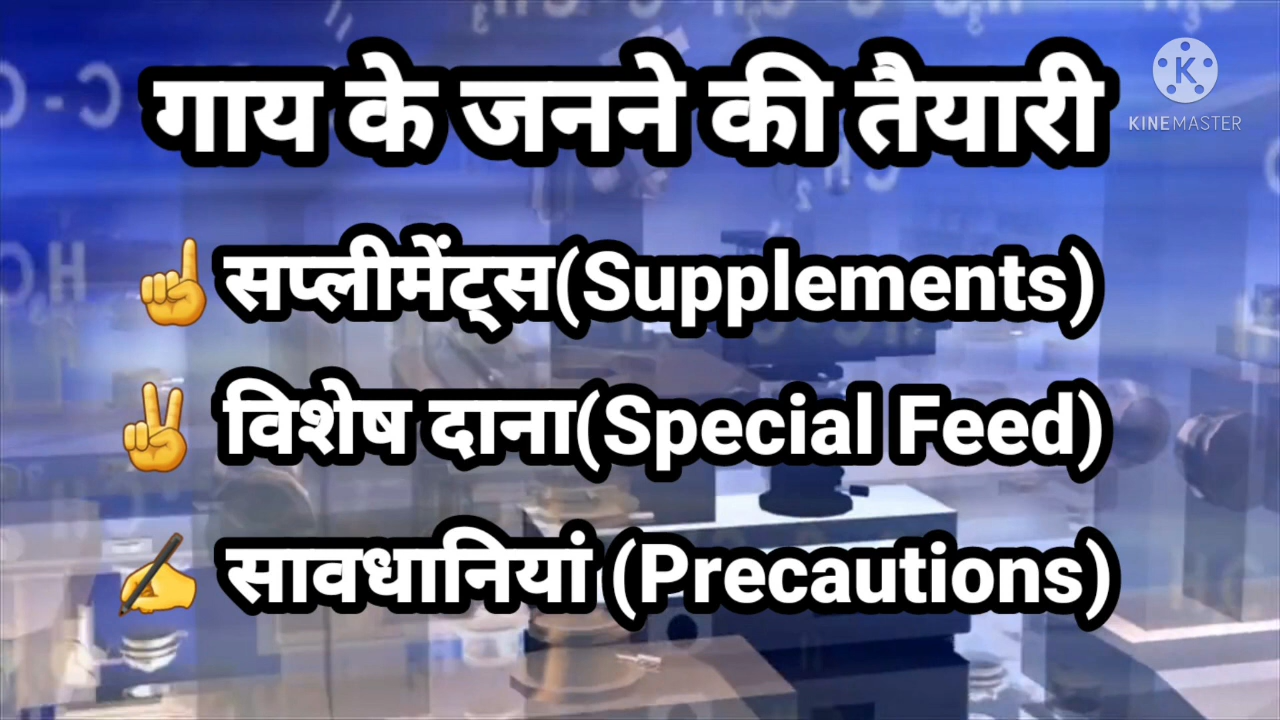 गाय के जनने की तैयारी
KINEMASTER
☝सप्लीमेंट्स(Supplements)
✌ विशेष दाना(Special Feed)
✍ सावधानियां (Precautions)